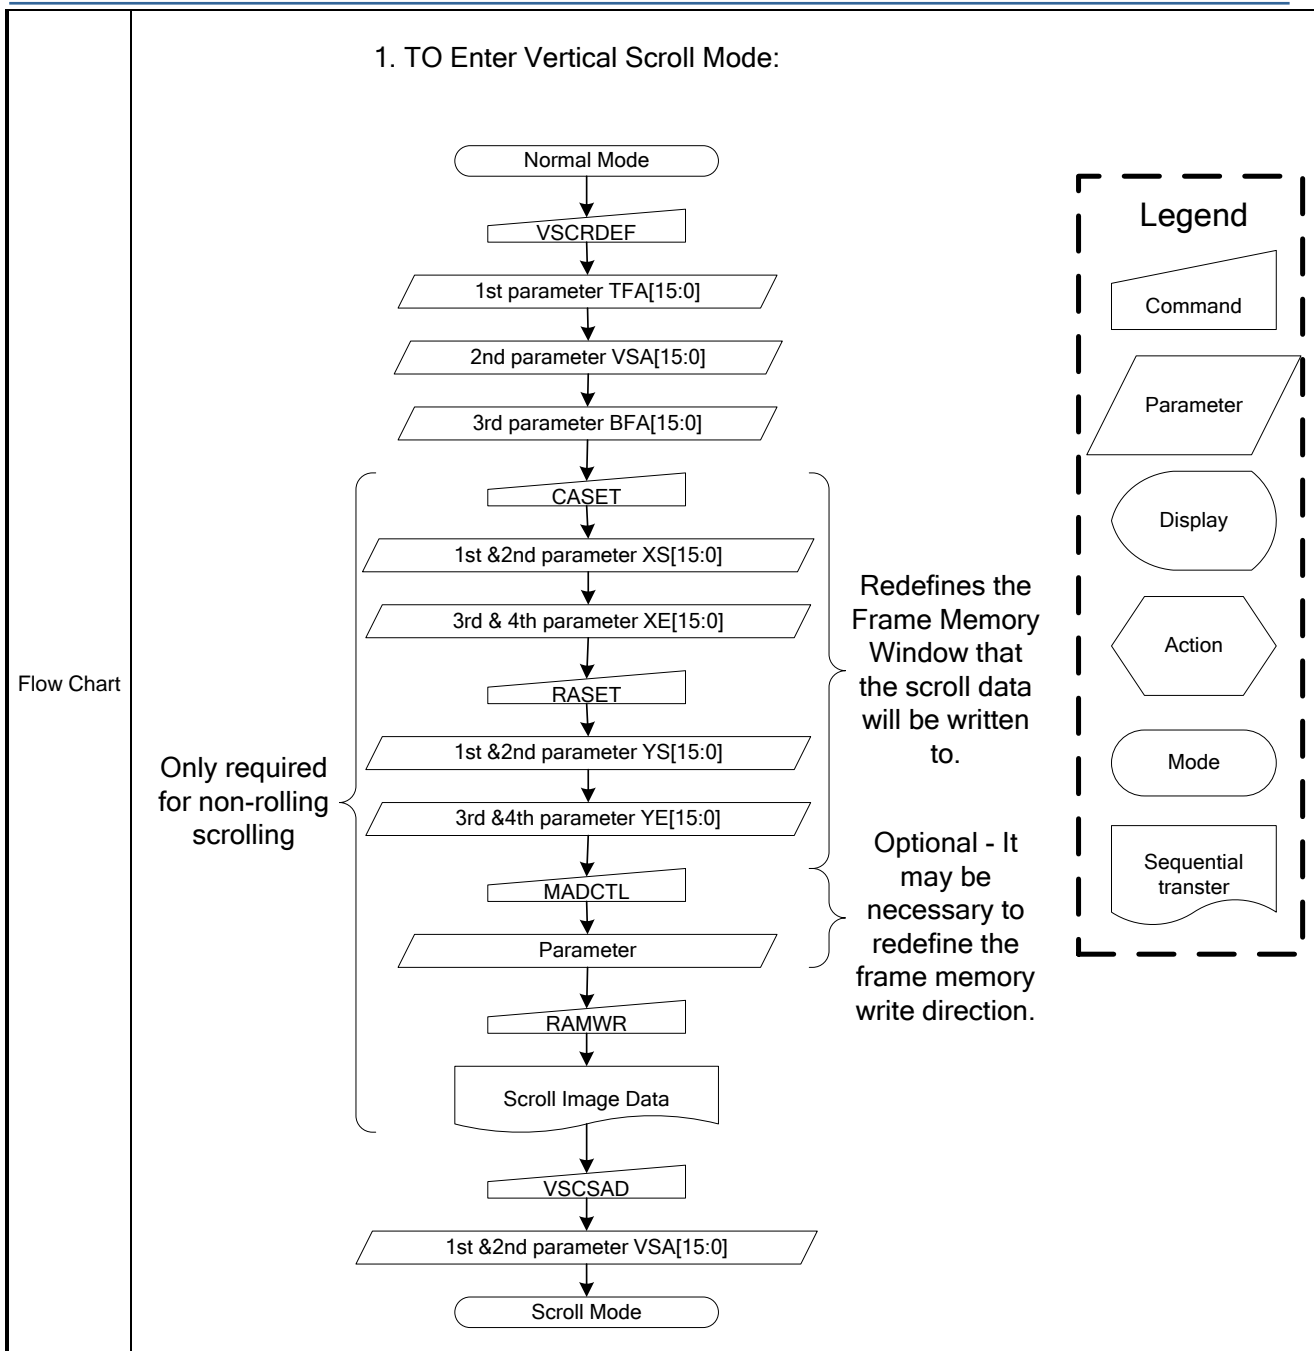 1. TO Enter Vertical Scroll Mode:
Flow Chart
Normal Mode
VSCRDEF
1st parameter TFA[15:0]
2nd parameter VSA[15:0]
3rd parameter BFA[15:0]
CASET
1st &2nd parameter XS[15:0]
3rd & 4th parameter XE[15:0]
RASET
1st &2nd parameter YS[15:0]
3rd &4th parameter YE[15:0]
MADCTL
Parameter
RAMWR
Scroll Image Data
VSCSAD
1st &2nd parameter VSA[15:0]
Scroll Mode
Only required
for non-rolling
scrolling
Redefines the
Frame Memory
Window that
the scroll data
will be written
to.
Optional - It
may be
necessary to
redefine the
frame memory
write direction.
Legend
Command
Parameter
Display
Action
Mode
Sequential
transter